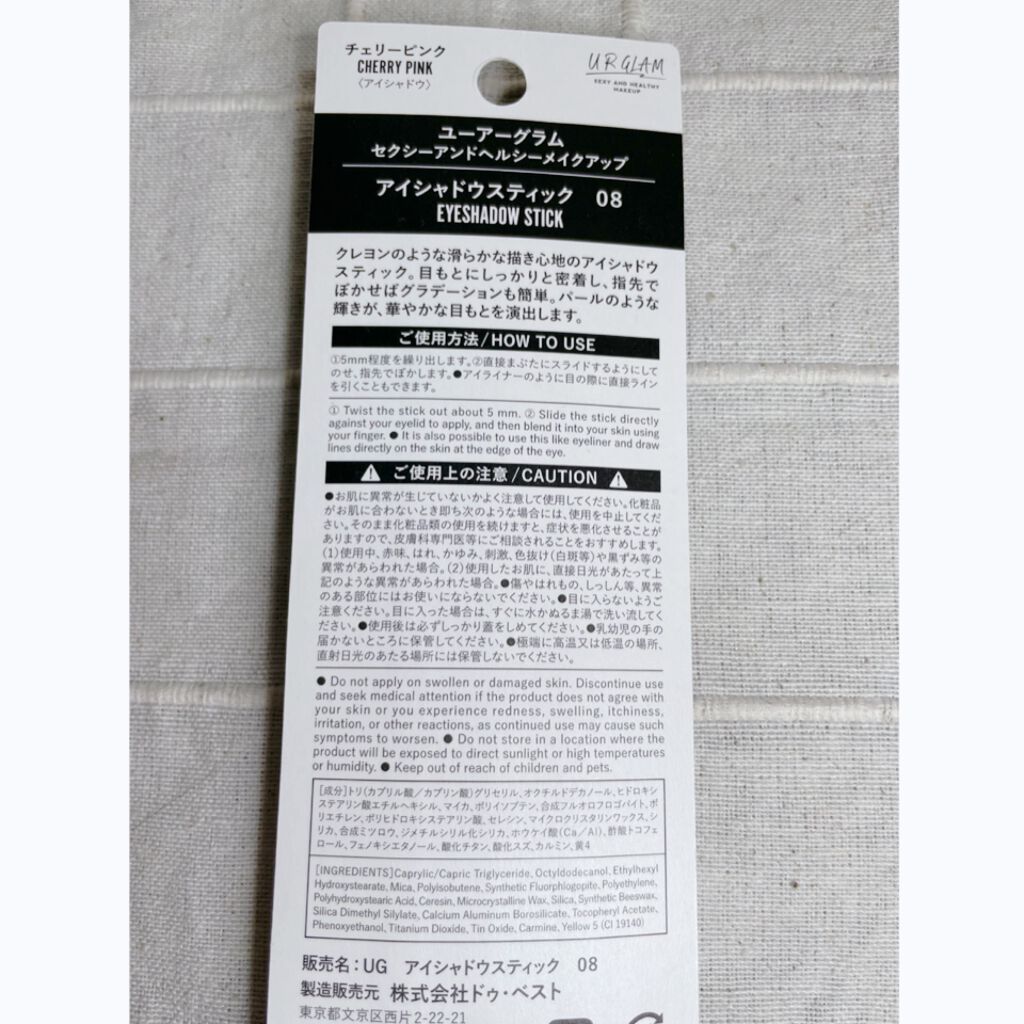 チェリーピンク
CHERRY PINK
〈アイシャドウ〉
URGLAM
SEXY AND HEALTHY
MAKEUP
ユーアーグラム
セクシーアンドヘルシーメイクアップ
アイシャドウスティック 08
EYESHADOW STICK
クレヨンのような滑らかな描き心地のアイシャドウ
スティック。目もとにしっかりと密着し、指先で
ぼかせばグラデーションも簡単。パールのような
輝きが、華やかな目もとを演出します。
ご使用方法/HOW TO USE
①5mm程度を繰り出します。②直接まぶたにスライドするようにして
のせ、指先でぼかします。●アイライナーのように目の際に直接ライン
を引くこともできます。
① Twist the stick out about 5 mm. ② Slide the stick directly
against your eyelid to apply, and then blend it into your skin using
your finger. ● It is also possible to use this like eyeliner and draw
lines directly on the skin at the edge of the eye.
ご使用上の注意/CAUTION
●お肌に異常が生じていないかよく注意して使用してください。化粧品
がお肌に合わないとき即ち次のような場合には、使用を中止してくだ
さい。そのまま化粧品類の使用を続けますと、症状を悪化させることが
ありますので、皮膚科専門医等にご相談されることをおすすめします。
(1)使用中、赤味、はれ、かゆみ、刺激、色抜け(白斑等)や黒ずみ等の
異常があらわれた場合。(2)使用したお肌に、直接日光があたって上
記のような異常があらわれた場合。●傷やはれもの、しっしん等、異常
のある部位にはお使いにならないでください。●目に入らないようご
注意ください。目に入った場合は、すぐに水かぬるま湯で洗い流してく
ださい。●使用後は必ずしっかり蓋をしめてください。●乳幼児の手の
届かないところに保管してください。●極端に高温又は低温の場所、
直射日光のあたる場所には保管しないでください。
● Do not apply on swollen or damaged skin. Discontinue use
and seek medical attention if the product does not agree with
your skin or you experience redness, swelling, itchiness,
irritation, or other reactions, as continued use may cause such
symptoms to worsen. ● Do not store in a location where the
product will be exposed to direct sunlight or high temperatures
or humidity. ● Keep out of reach of children and pets.
[成分]トリ(カプリル酸/カプリン酸)グリセリル、オクチルドデカノール、ヒドロキシ
ステアリン酸エチルヘキシル、マイカ、ポリイソブテン、合成フルオロフロゴパイト、ポ
リエチレン、ポリヒドロキシステアリン酸、セレシン、マイクロクリスタリンワックス、シ
リカ、合成ミツロウ、ジメチルシリル化シリカ、ホウケイ酸(Ca/Al)、酢酸トコフェ
ロール、フェノキシエタノール、酸化チタン、酸化スズ、カルミン、黄4
[INGREDIENTS]Caprylic/Capric Triglyceride, Octyldodecanol, Ethylhexyl
Hydroxystearate, Mica, Polyisobutene, Synthetic Fluorphlogopite, Polyethylene,
Polyhydroxystearic Acid, Ceresin, Microcrystalline Wax, Silica, Synthetic Beeswax,
Silica Dimethyl Silylate, Calcium Aluminum Borosilicate, Tocopheryl Acetate,
Phenoxyethanol, Titanium Dioxide, Tin Oxide, Carmine, Yellow 5 (CI 19140)
販売名:UG アイシャドウスティック 08
製造販売元 株式会社ドゥ・ベスト
東京都文京区西片2-22-21